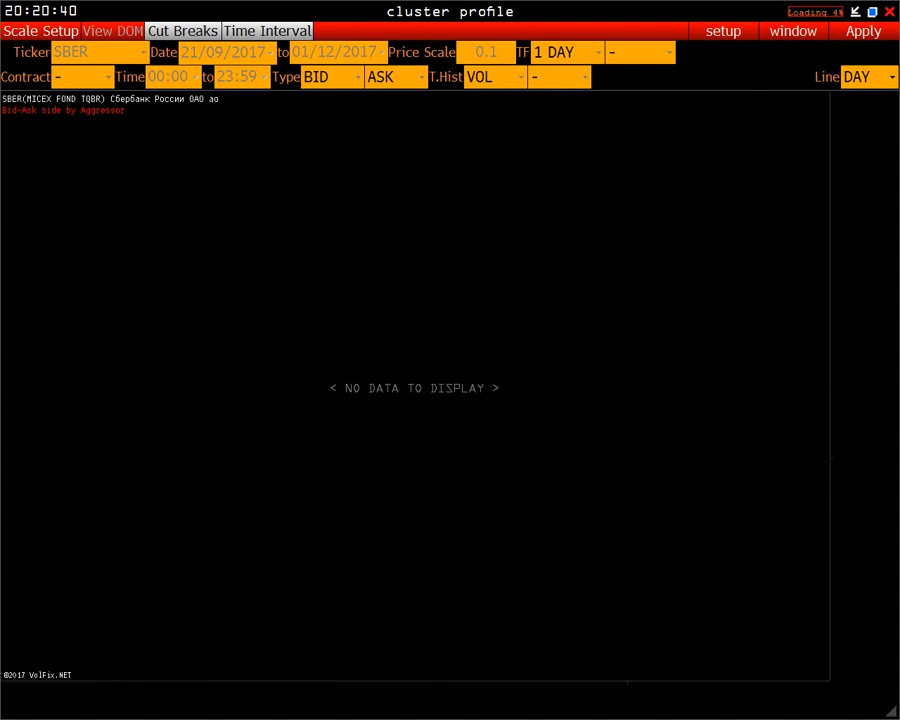 20:20:40 cluster profile Loading 4%
Scale Setup View DOM Cut Breaks Time Interval setup window Apply
Ticker SBER Date 21/09/2017 to 01/12/2017 Price Scale 0.1 TF 1 DAY -
Contract - Time 00:00 to 23:59 Type BID ASK T.Hist VOL - Line DAY
SBER(MICEX FOND TQBR) Сбербанк России ОАО ао
Bid-Ask side by Aggressor
< NO DATA TO DISPLAY >
©2017 VolFix.NET